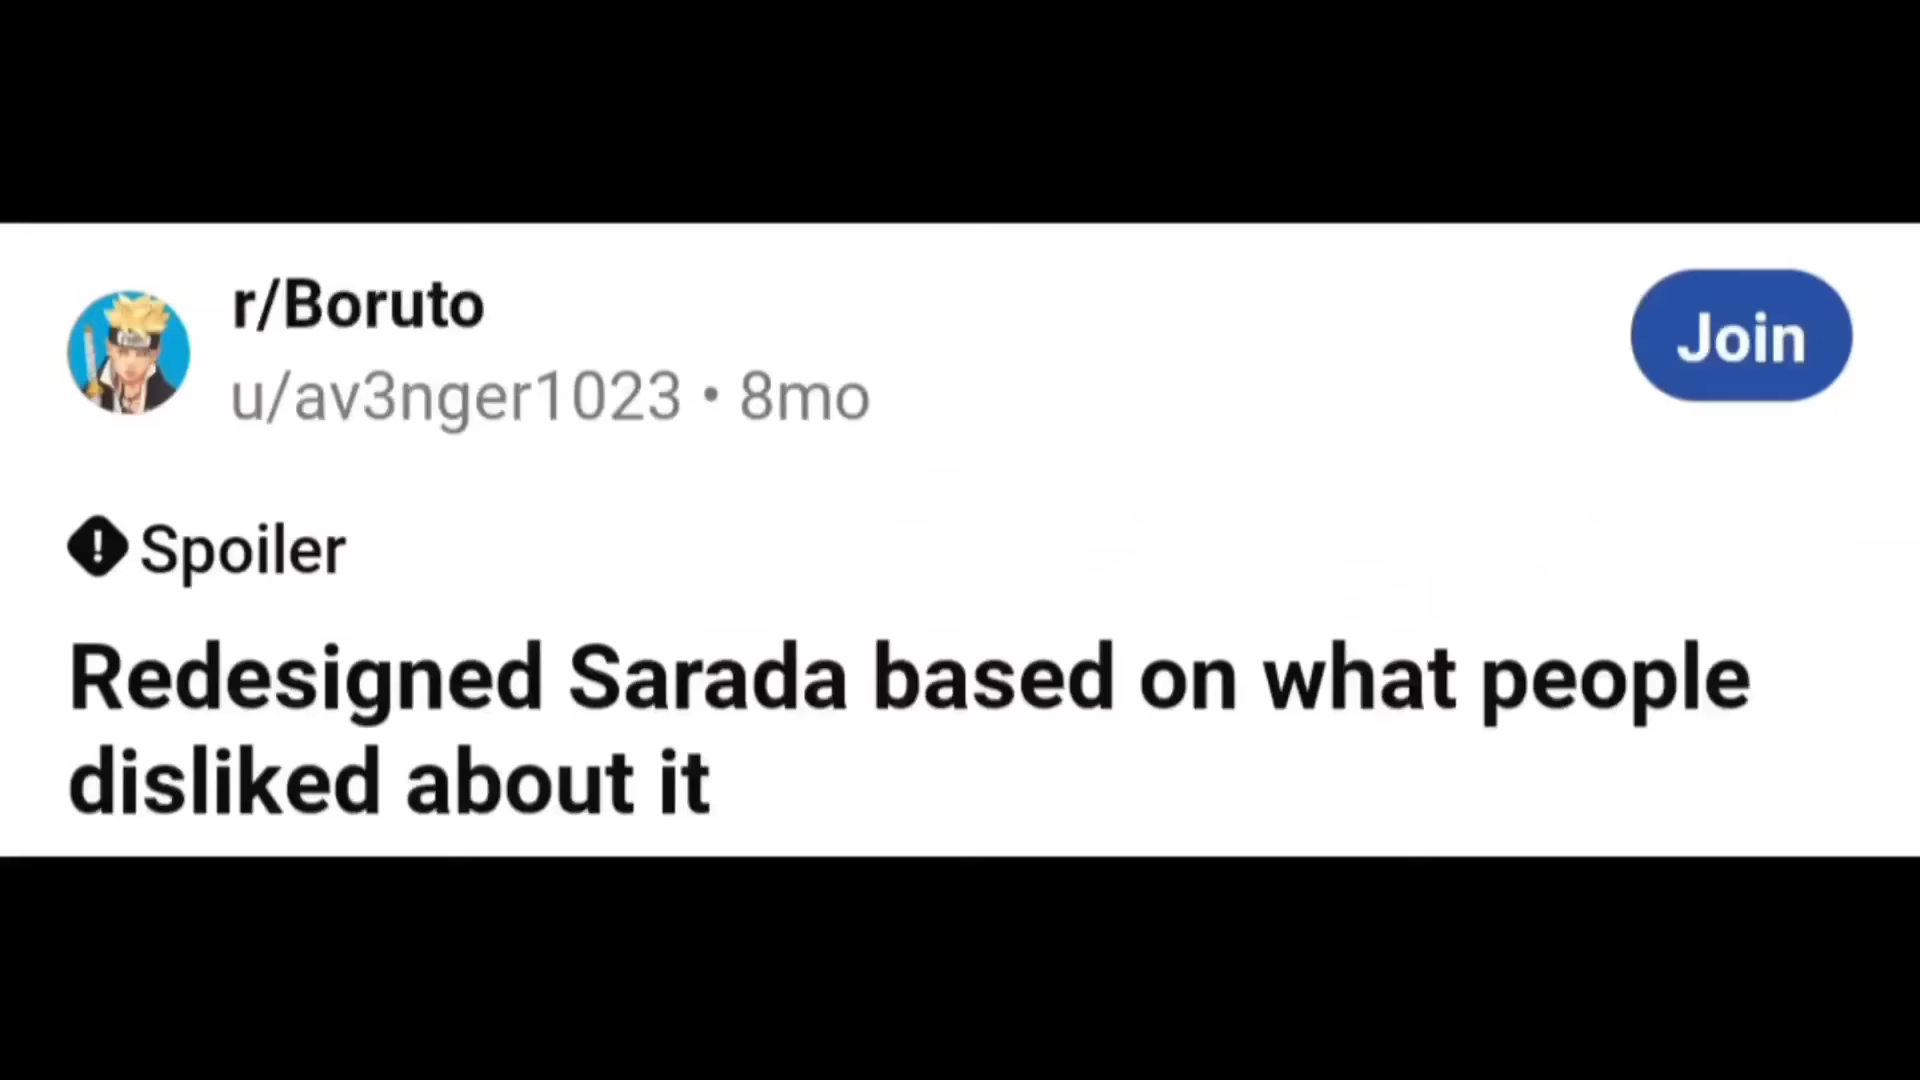 r/Boruto
Join
u/av3nger1023 • 8mo
Spoiler
Redesigned Sarada based on what people
disliked about it